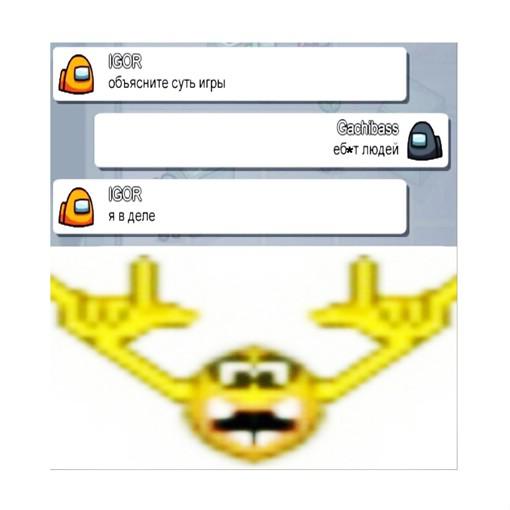 IGOR
объясните суть игры
Gachibass
еб*т людей
IGOR
я в деле